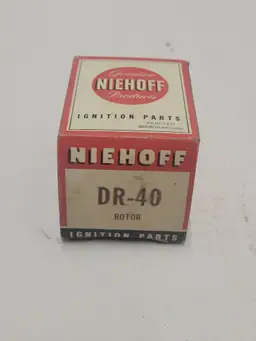 Genuine
NIEHOFF
Products
IGNITION PARTS
NIEHOFF
DR-40
ROTOR
IGNITION PARTS